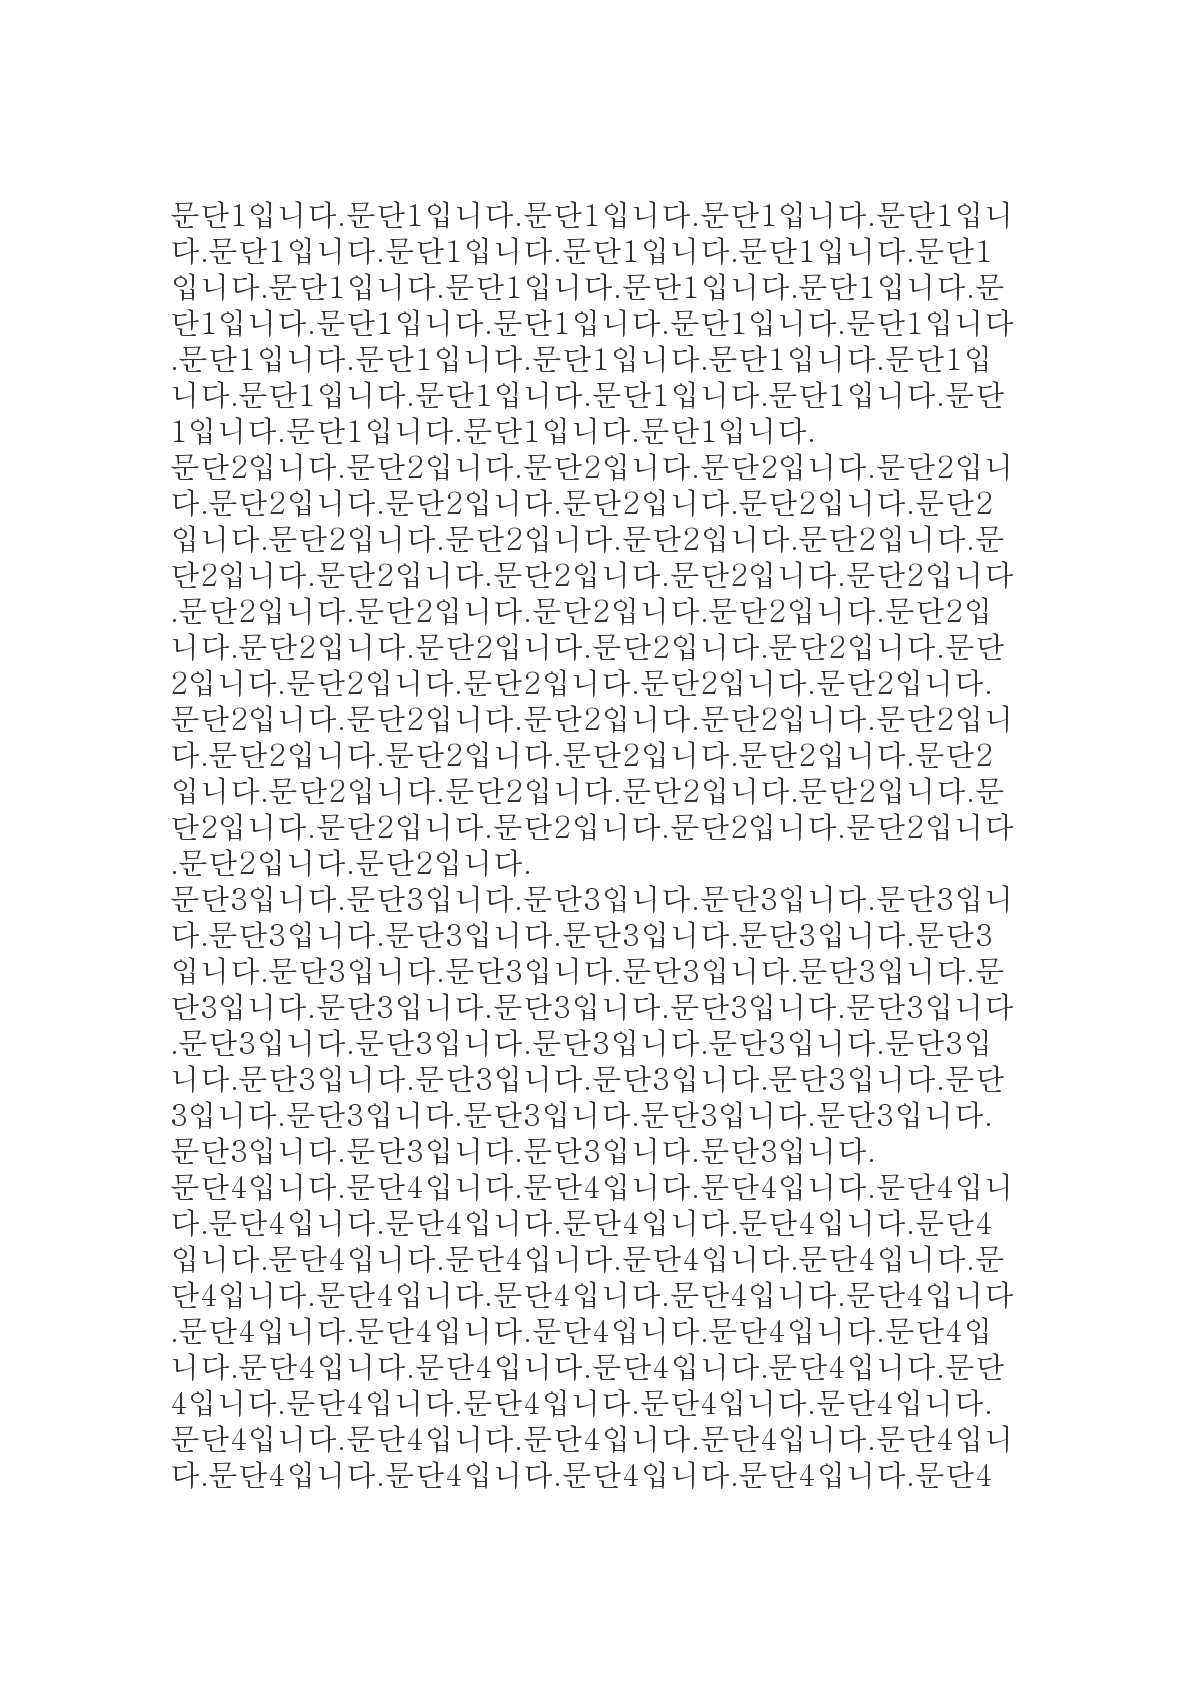 문단1입니다.문단1입니다.문단1입니다.문단1입니다.문단1입니
다.문단1입니다.문단1입니다.문단1입니다.문단1입니다.문단1
입니다.문단1입니다.문단1입니다.문단1입니다.문단1입니다.문
단1입니다.문단1입니다.문단1입니다.문단1입니다.문단1입니다
.문단1입니다.문단1입니다.문단1입니다.문단1입니다.문단1입
니다.문단1입니다.문단1입니다.문단1입니다.문단1입니다.문단
1입니다.문단1입니다.문단1입니다.문단1입니다.
문단2입니다.문단2입니다.문단2입니다.문단2입니다.문단2입니
다.문단2입니다.문단2입니다.문단2입니다.문단2입니다.문단2
입니다.문단2입니다.문단2입니다.문단2입니다.문단2입니다.문
단2입니다.문단2입니다.문단2입니다.문단2입니다.문단2입니다
.문단2입니다.문단2입니다.문단2입니다.문단2입니다.문단2입
니다.문단2입니다.문단2입니다.문단2입니다.문단2입니다.문단
2입니다.문단2입니다.문단2입니다.문단2입니다.문단2입니다.
문단2입니다.문단2입니다.문단2입니다.문단2입니다.문단2입니
다.문단2입니다.문단2입니다.문단2입니다.문단2입니다.문단2
입니다.문단2입니다.문단2입니다.문단2입니다.문단2입니다.문
단2입니다.문단2입니다.문단2입니다.문단2입니다.문단2입니다
.문단2입니다.문단2입니다.
문단3입니다.문단3입니다.문단3입니다.문단3입니다.문단3입니
다.문단3입니다.문단3입니다.문단3입니다.문단3입니다.문단3
입니다.문단3입니다.문단3입니다.문단3입니다.문단3입니다.문
단3입니다.문단3입니다.문단3입니다.문단3입니다.문단3입니다
.문단3입니다.문단3입니다.문단3입니다.문단3입니다.문단3입
니다.문단3입니다.문단3입니다.문단3입니다.문단3입니다.문단
3입니다.문단3입니다.문단3입니다.문단3입니다.문단3입니다.
문단3입니다.문단3입니다.문단3입니다.문단3입니다.
문단4입니다.문단4입니다.문단4입니다.문단4입니다.문단4입니
다.문단4입니다.문단4입니다.문단4입니다.문단4입니다.문단4
입니다.문단4입니다.문단4입니다.문단4입니다.문단4입니다.문
단4입니다.문단4입니다.문단4입니다.문단4입니다.문단4입니다
.문단4입니다.문단4입니다.문단4입니다.문단4입니다.문단4입
니다.문단4입니다.문단4입니다.문단4입니다.문단4입니다.문단
4입니다.문단4입니다.문단4입니다.문단4입니다.문단4입니다.
문단4입니다.문단4입니다.문단4입니다.문단4입니다.문단4입니
다.문단4입니다.문단4입니다.문단4입니다.문단4입니다.문단4